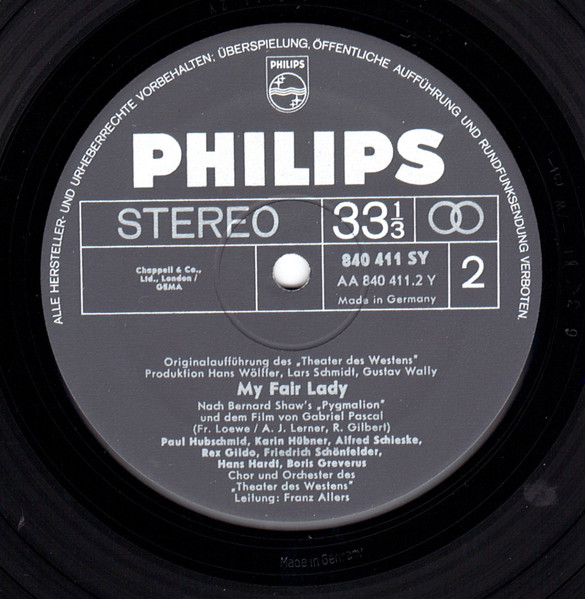 ALLE HERSTELLER- UND URHEBERRECHTE VORBEHALTEN; ÜBERSPIELUNG, ÖFFENTLICHE AUFFÜHRUNG UND RUNDFUNKSENDUNG VERBOTEN.
PHILIPS
PHILIPS
STEREO 33 1/3
Chappell & Co., Ltd., London / GEMA
840 411 SY
AA 840 411.2 Y
Made in Germany
2
Originalaufführung des „Theater des Westens"
Produktion Hans Wölffer, Lars Schmidt, Gustav Wally
My Fair Lady
Nach Bernard Shaw's „Pygmalion"
und dem Film von Gabriel Pascal
(Fr. Loewe / A. J. Lerner, R. Gilbert)
Paul Hubschmid, Karin Hübner, Alfred Schieske,
Rex Gildo, Friedrich Schönfelder,
Hans Hardt, Boris Greverus
Chor und Orchester des
„Theater des Westens"
Leitung: Franz Allers
Made in Germany